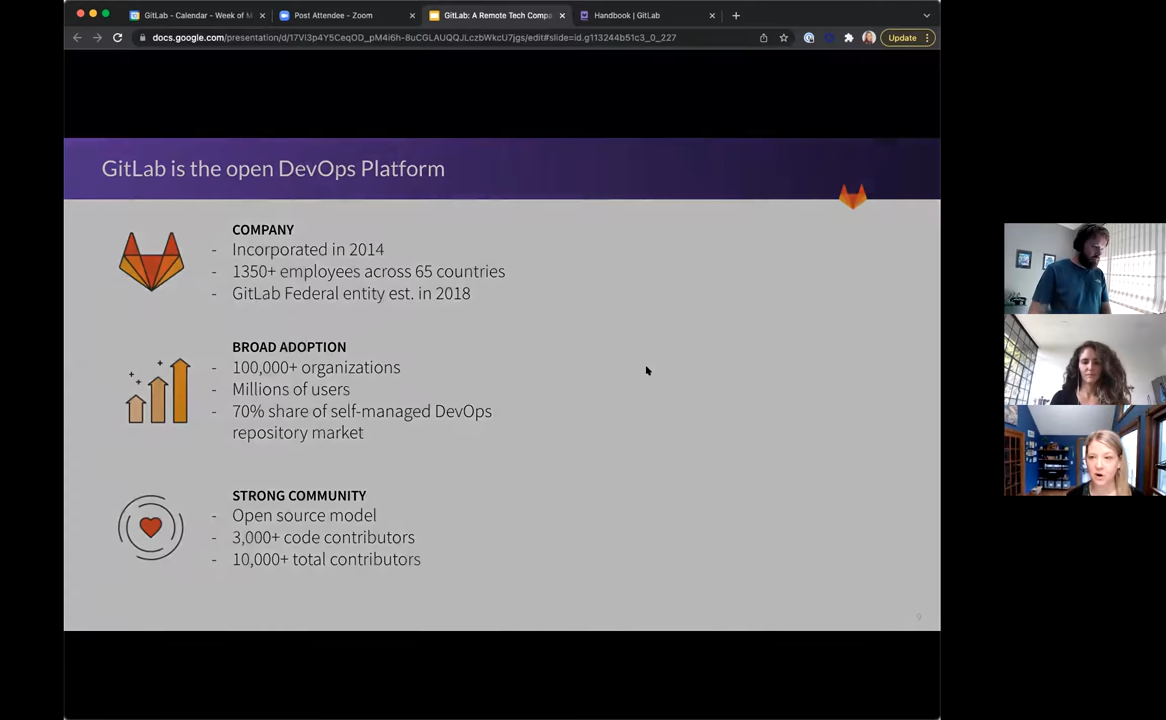 GitLab - Calendar - Week of M
Post Attendee - Zoom
GitLab: A Remote Tech Compa
Handbook | GitLab
docs.google.com/presentation/d/17Vi3p4Y5CeqOD_pM4i6h-8uCGLAUQQJLczbWkcU7jgs/edit#slide=id.g113244b51c3_0_227
Update
GitLab is the open DevOps Platform
COMPANY
- Incorporated in 2014
- 1350+ employees across 65 countries
- GitLab Federal entity est. in 2018
BROAD ADOPTION
- 100,000+ organizations
- Millions of users
- 70% share of self-managed DevOps
repository market
STRONG COMMUNITY
- Open source model
- 3,000+ code contributors
- 10,000+ total contributors
9